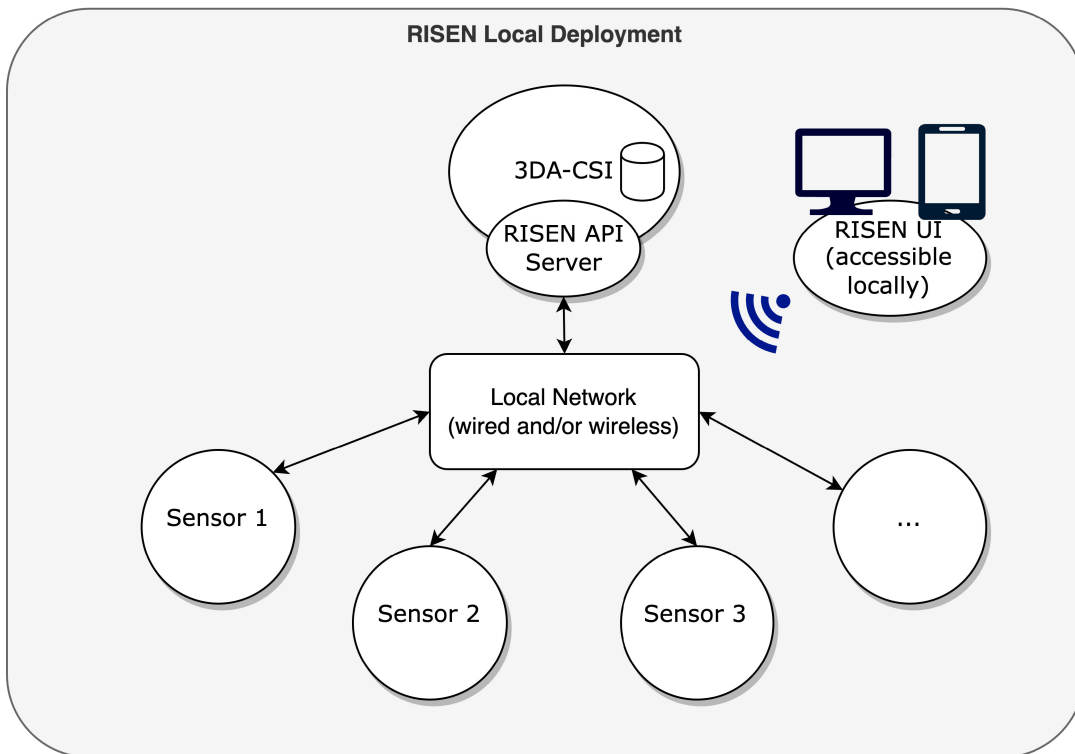 RISEN Local Deployment
3DA-CSI
RISEN API
Server
RISEN UI
(accessible
locally)
Local Network
(wired and/or wireless)
Sensor 1
Sensor 2
Sensor 3
...